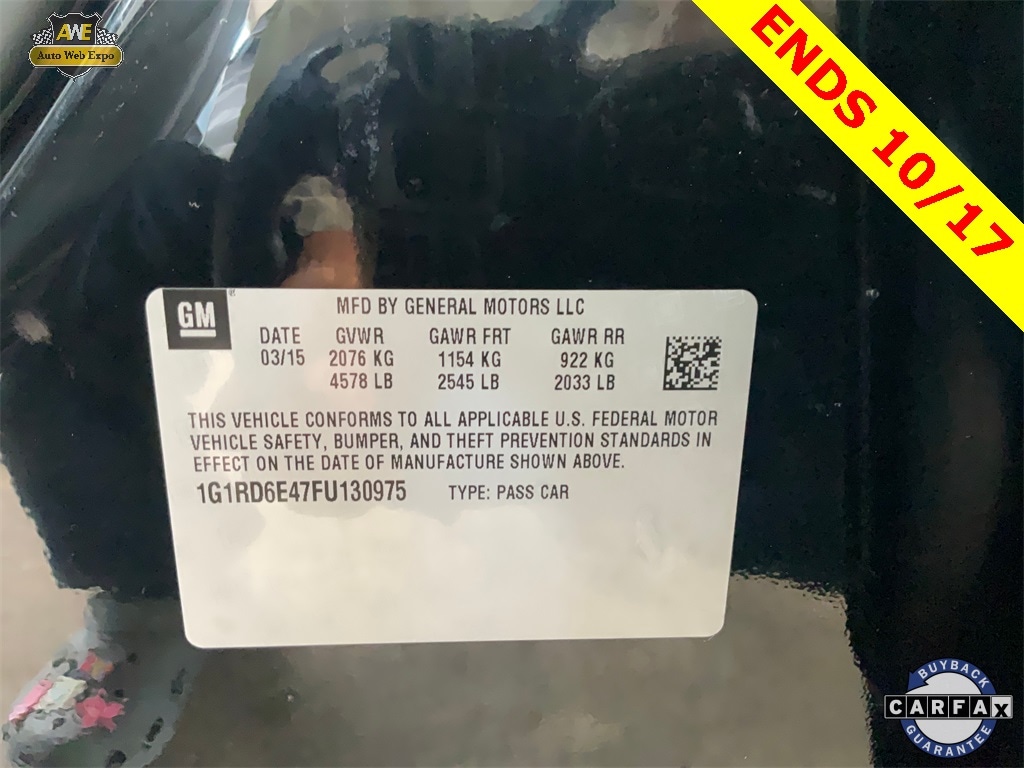 AWE
Auto Web Expo
ENDS 10/17
GM
MFD BY GENERAL MOTORS LLC
DATE GVWR GAWR FRT GAWR RR
03/15 2076 KG 1154 KG 922 KG
4578 LB 2545 LB 2033 LB
THIS VEHICLE CONFORMS TO ALL APPLICABLE U.S. FEDERAL MOTOR
VEHICLE SAFETY, BUMPER, AND THEFT PREVENTION STANDARDS IN
EFFECT ON THE DATE OF MANUFACTURE SHOWN ABOVE.
1G1RD6E47FU130975 TYPE: PASS CAR
BUYBACK
CARFAX
GUARANTEE